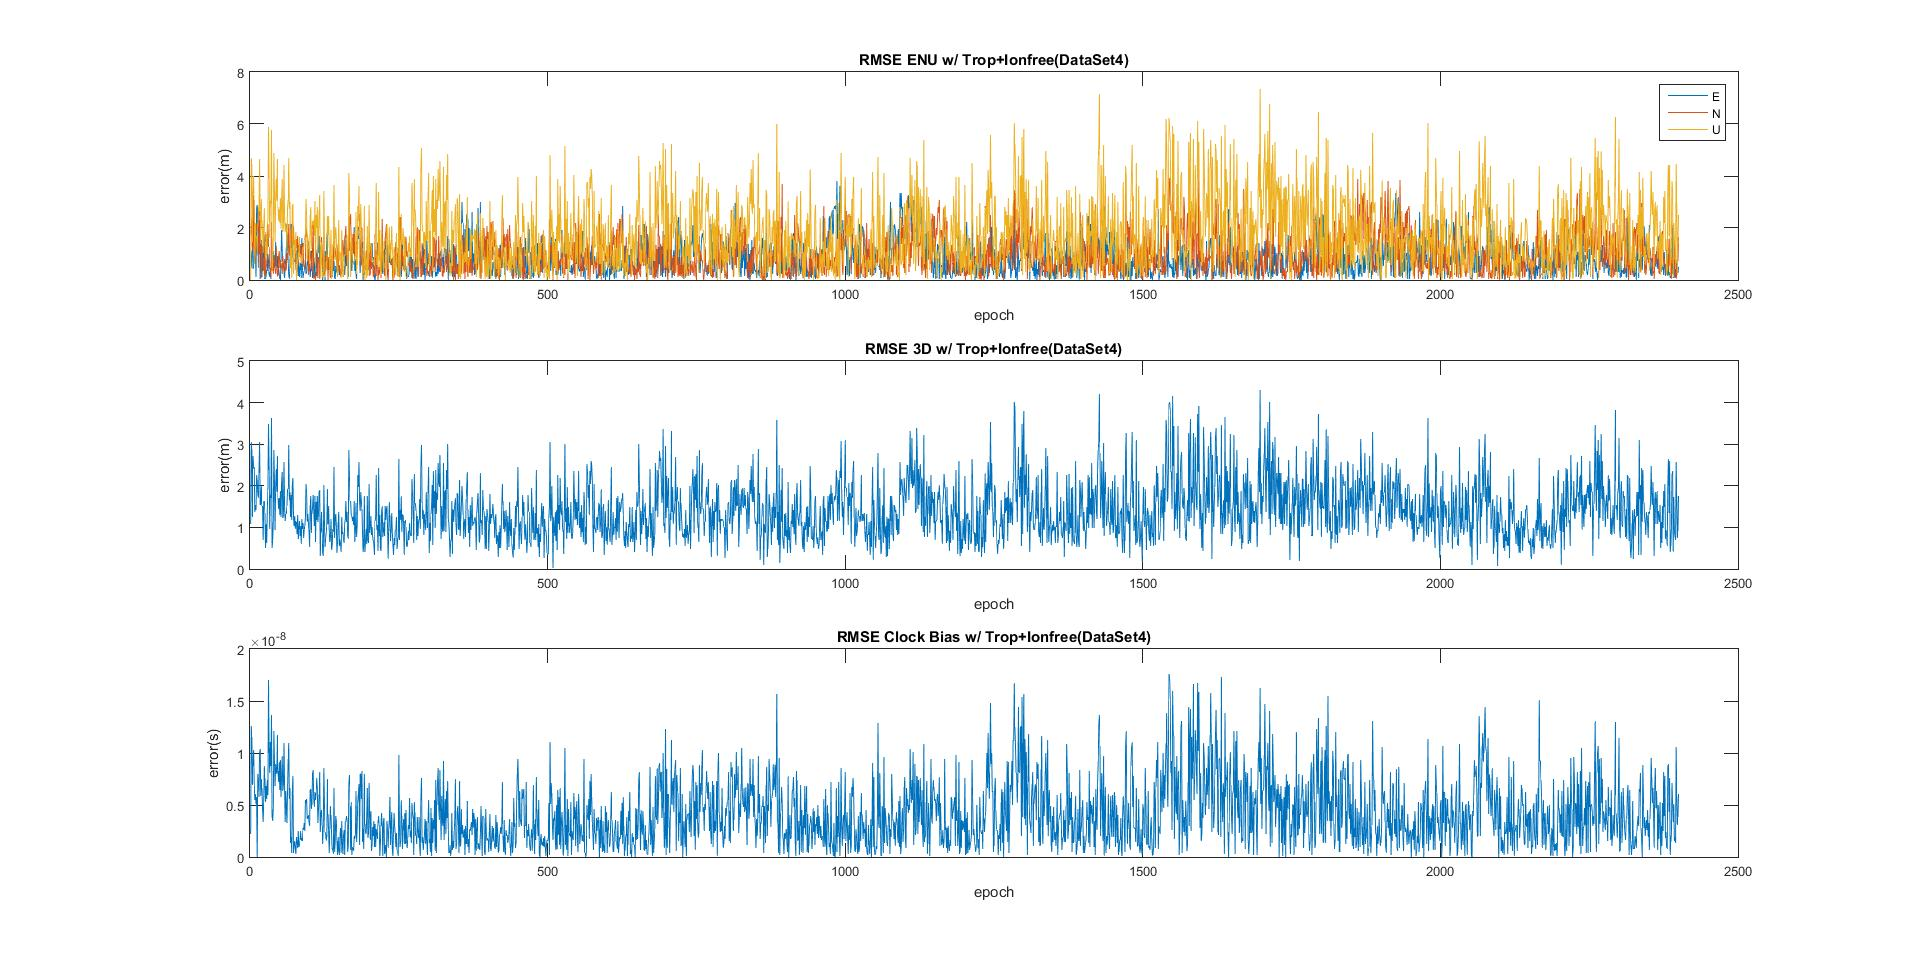 RMSE ENU w/ Trop+Ionfree(DataSet4)
8
6
4
2
0
error(m)
E
N
U
0 500 1000 1500 2000 2500
epoch
RMSE 3D w/ Trop+Ionfree(DataSet4)
5
4
3
2
1
0
error(m)
0 500 1000 1500 2000 2500
epoch
RMSE Clock Bias w/ Trop+Ionfree(DataSet4)
×10⁻⁸
2
1.5
1
0.5
0
error(s)
0 500 1000 1500 2000 2500
epoch